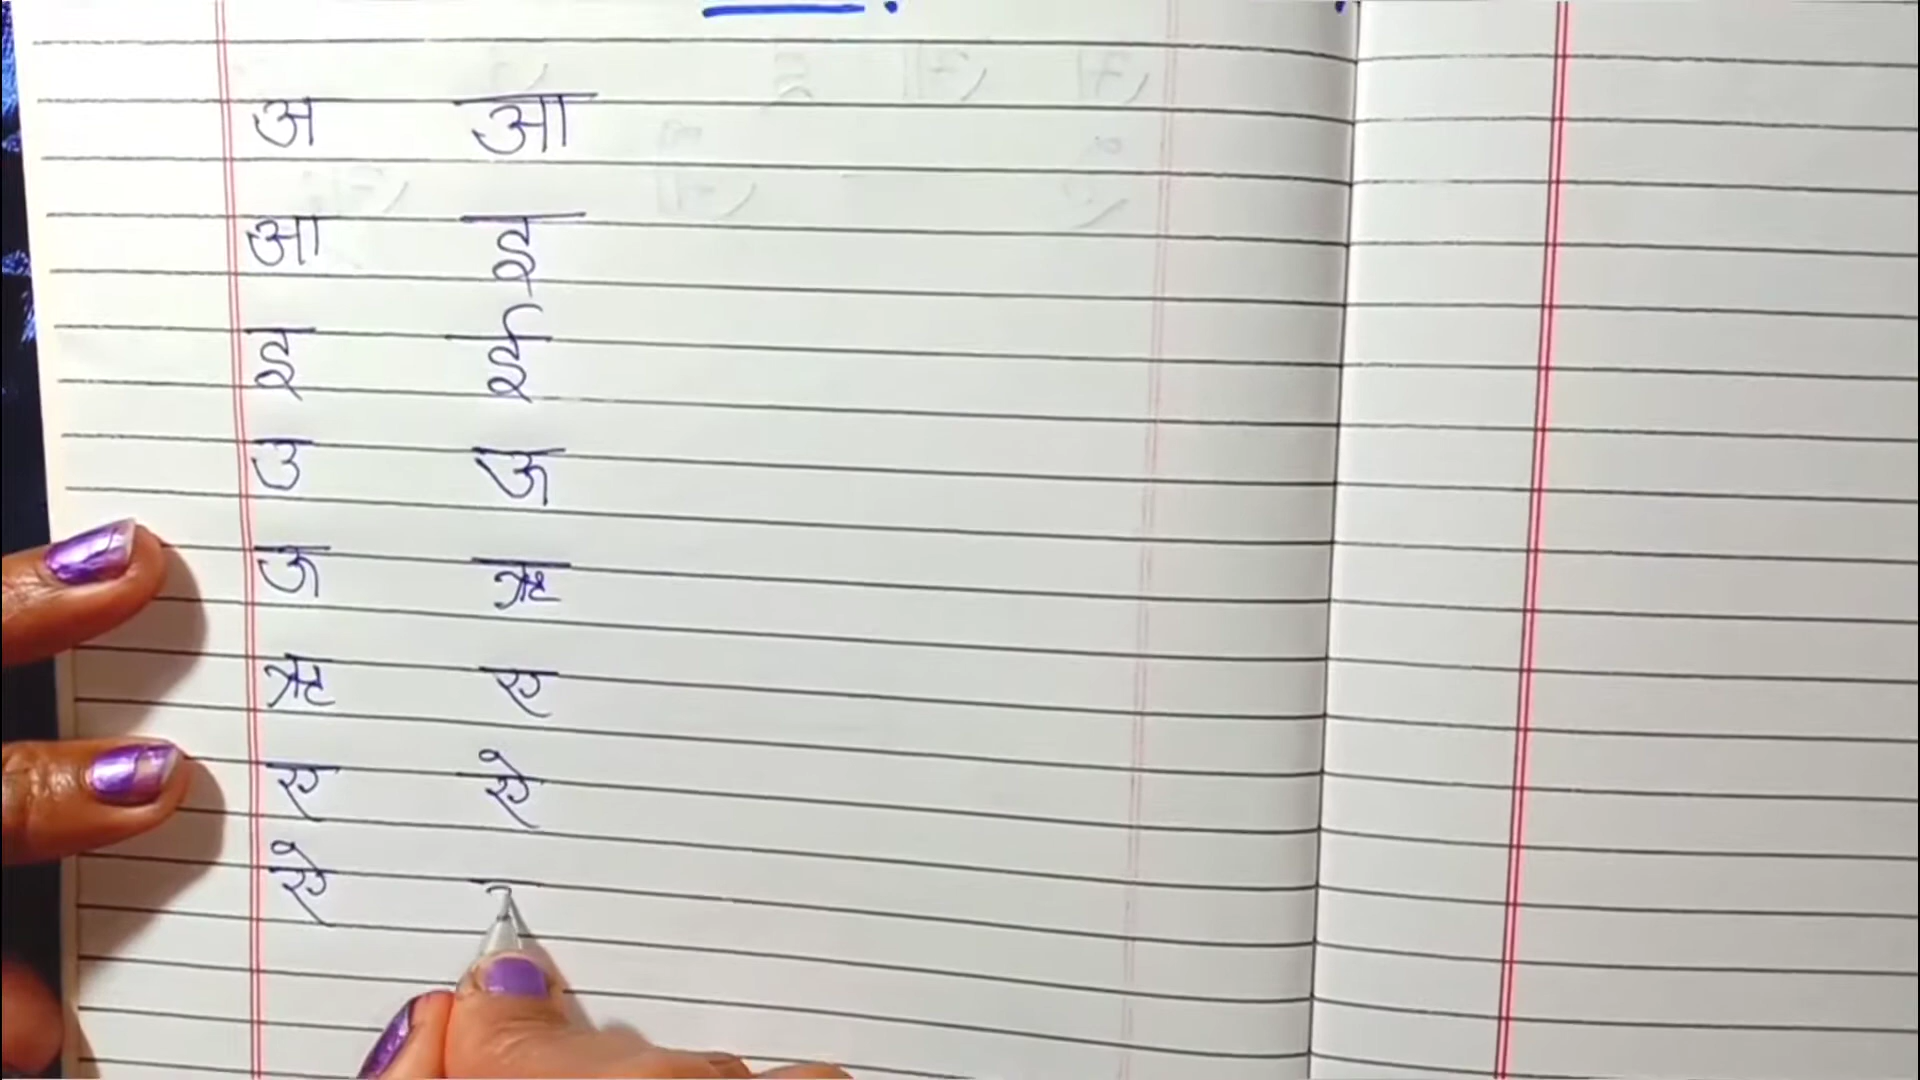 अ आ
आ इ
इ ई
उ ऊ
ऊ ऋ
ऋ ए
ए ऐ
ऐ